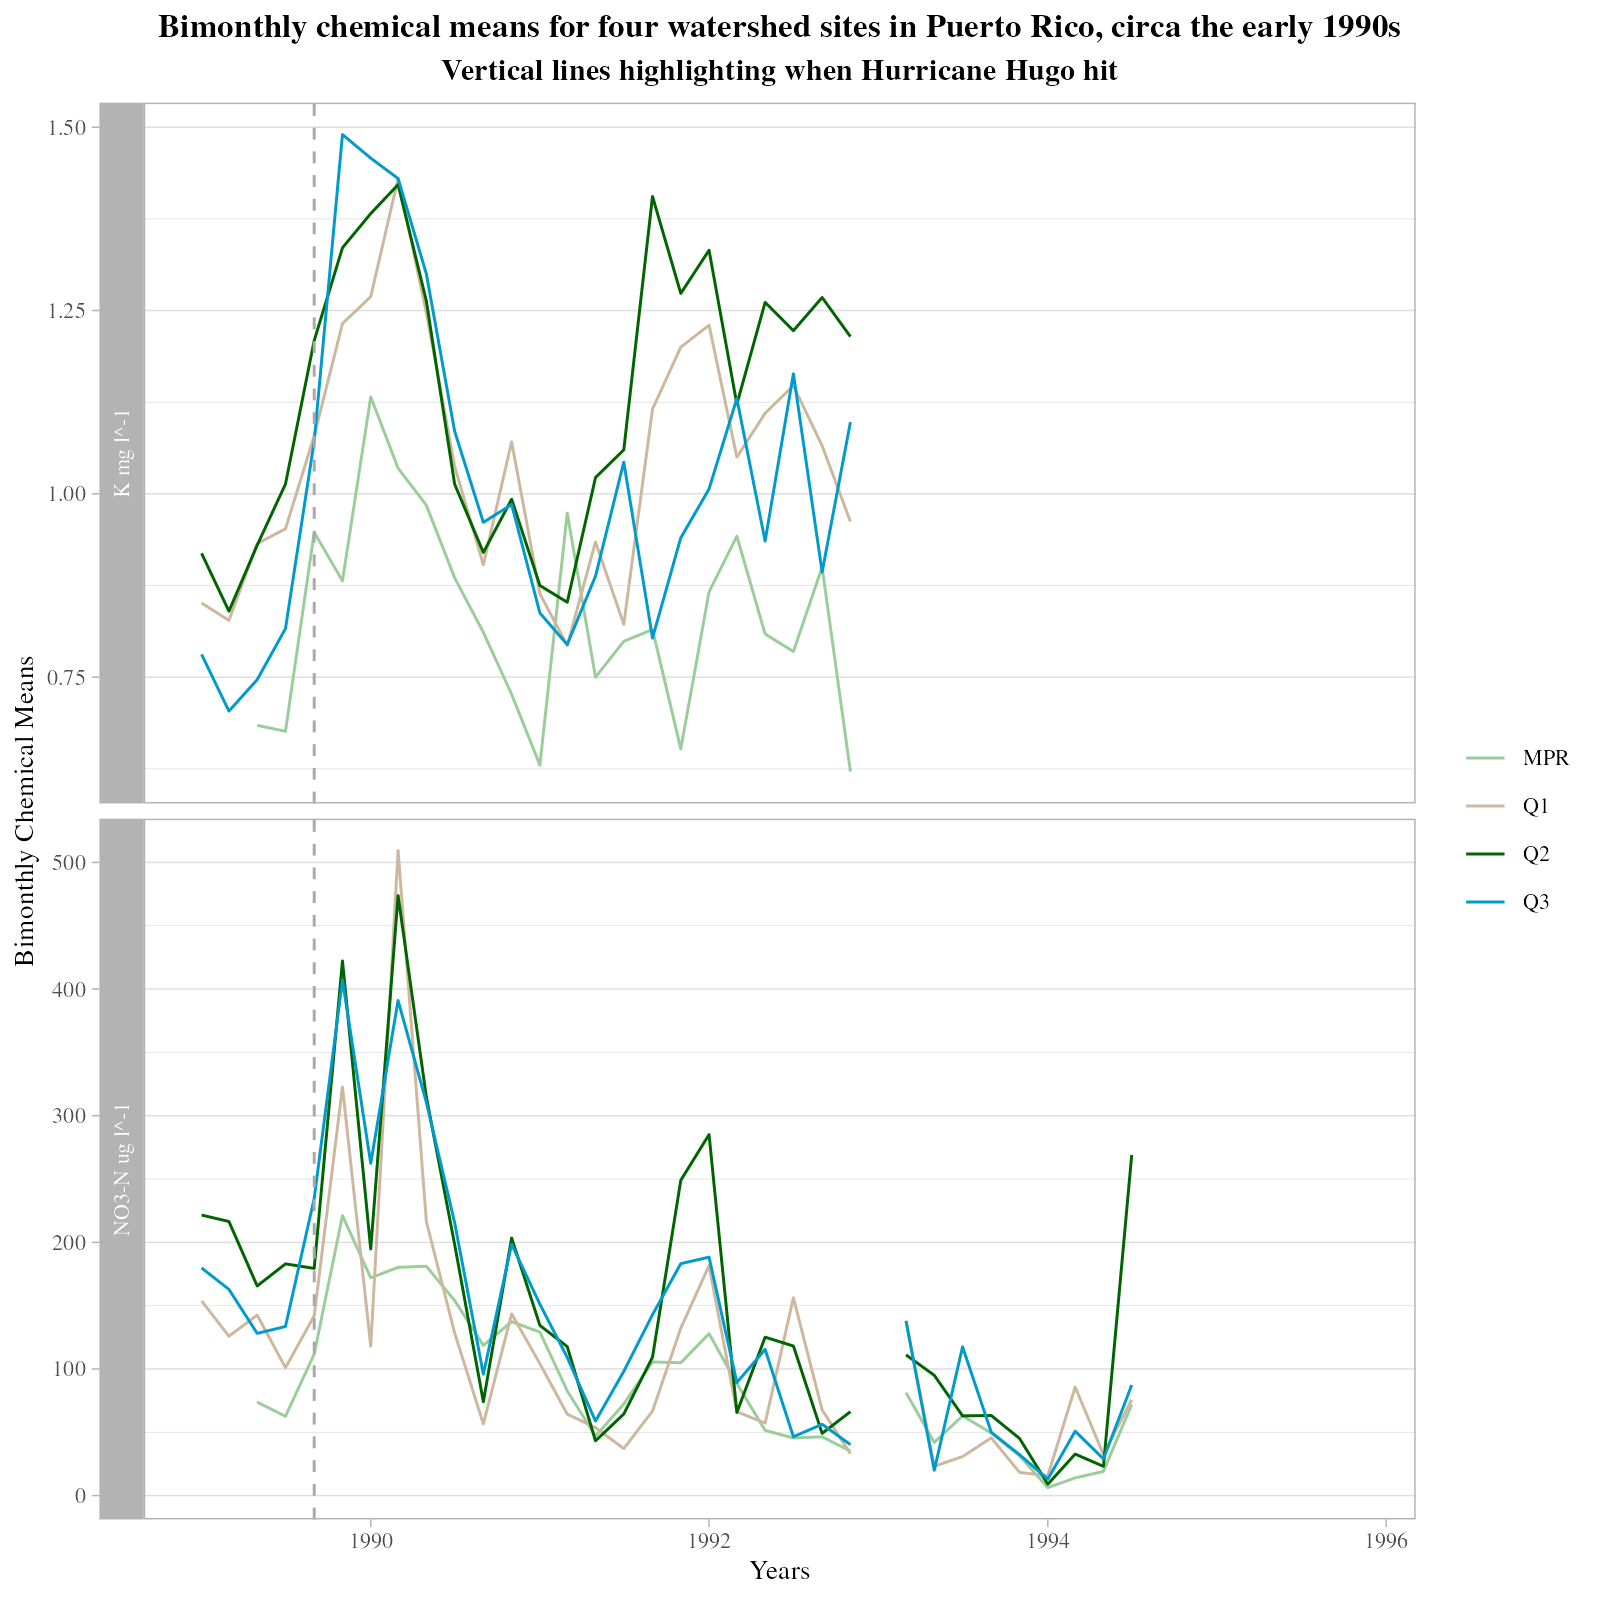 Bimonthly chemical means for four watershed sites in Puerto Rico, circa the early 1990s
Vertical lines highlighting when Hurricane Hugo hit
Bimonthly Chemical Means
K mg l^-1
1.50
1.25
1.00
0.75
NO3-N ug l^-1
500
400
300
200
100
0
1990
1992
1994
1996
Years
MPR
Q1
Q2
Q3